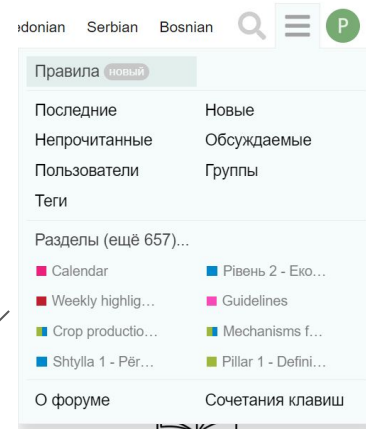 edonian Serbian Bosnian P
Правила новый
Последние Новые
Непрочитанные Обсуждаемые
Пользователи Группы
Теги
Разделы (ещё 657)...
Calendar Рівень 2 - Еко...
Weekly highlig... Guidelines
Crop productio... Mechanisms f...
Shtylla 1 - Për... Pillar 1 - Defini...
О форуме Сочетания клавиш